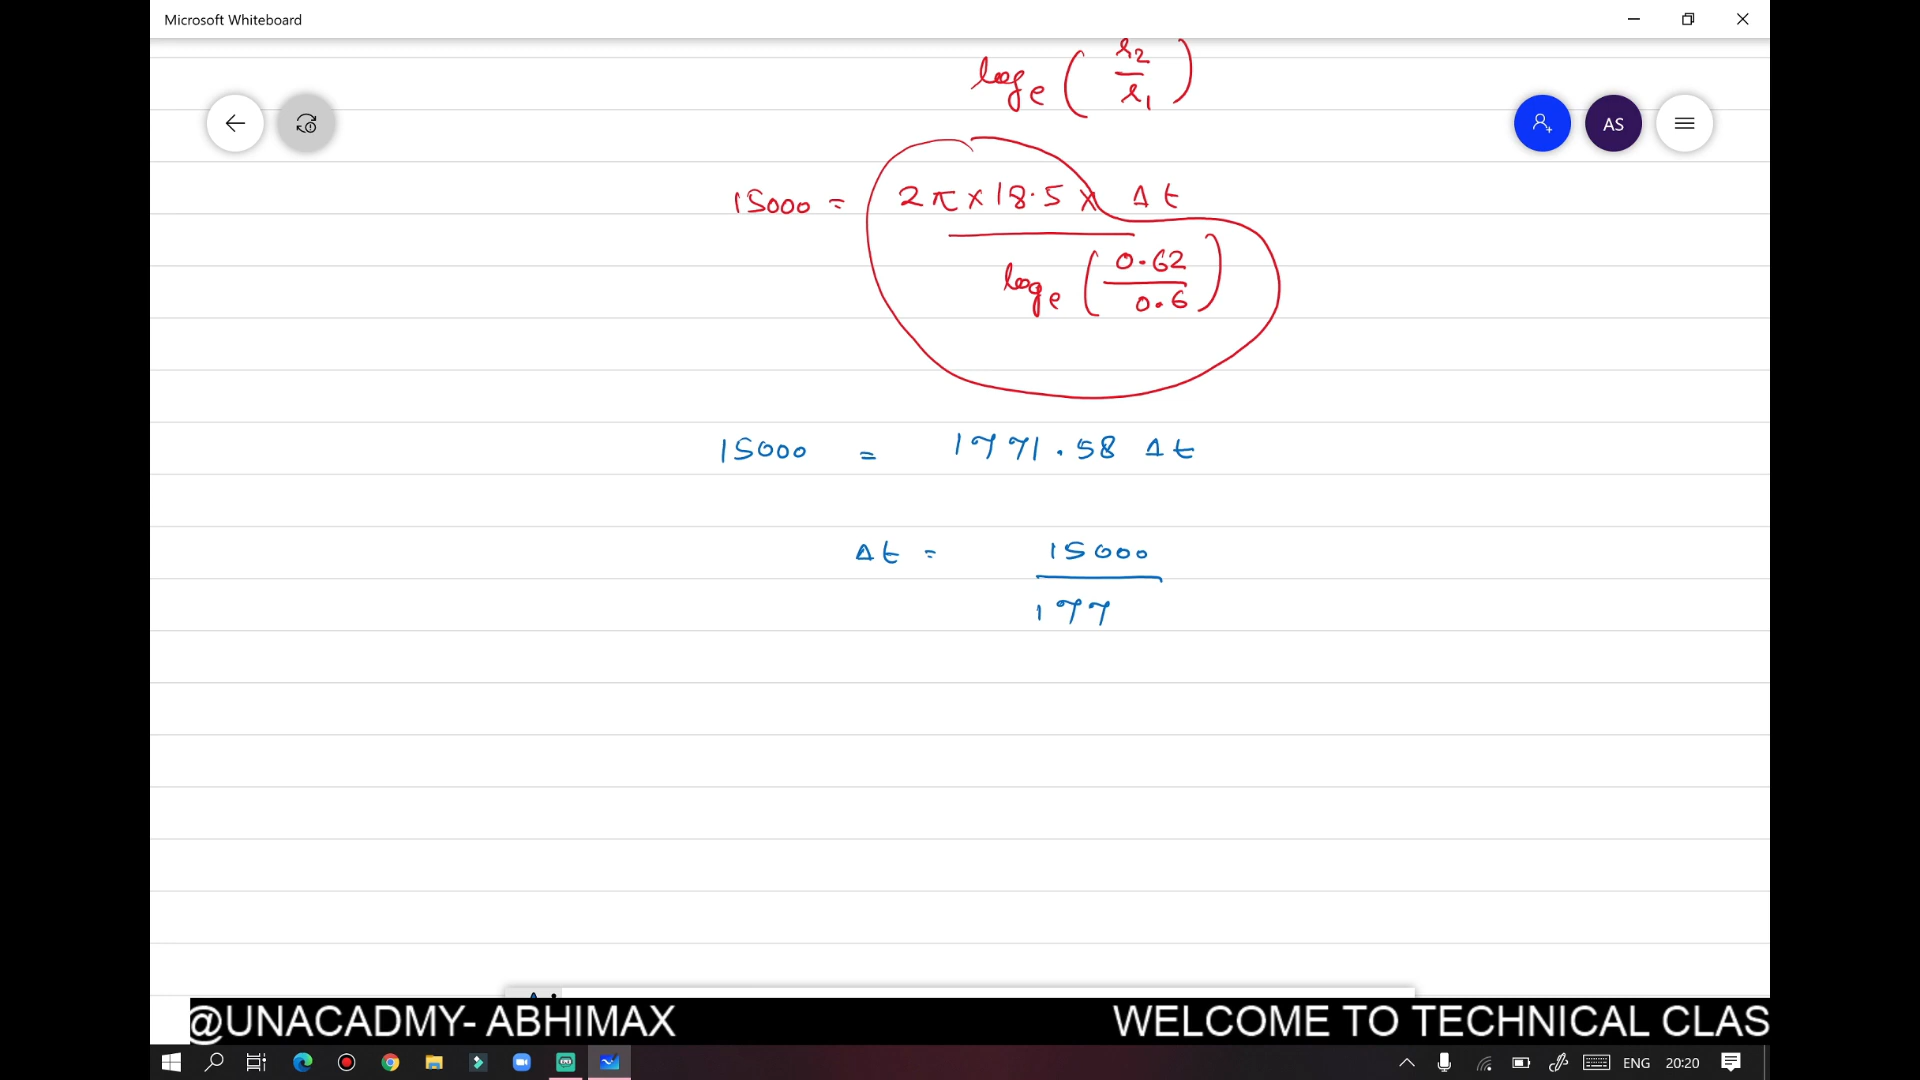 Microsoft Whiteboard
logₑ ( r₂ / r₁ )
AS
15000 = 2π × 18.5 × Δt
logₑ ( 0.62 / 0.6 )
15000 = 1771.58 Δt
Δt = 15000
177
@UNACADMY- ABHIMAX WELCOME TO TECHNICAL CLAS
ENG 20:20